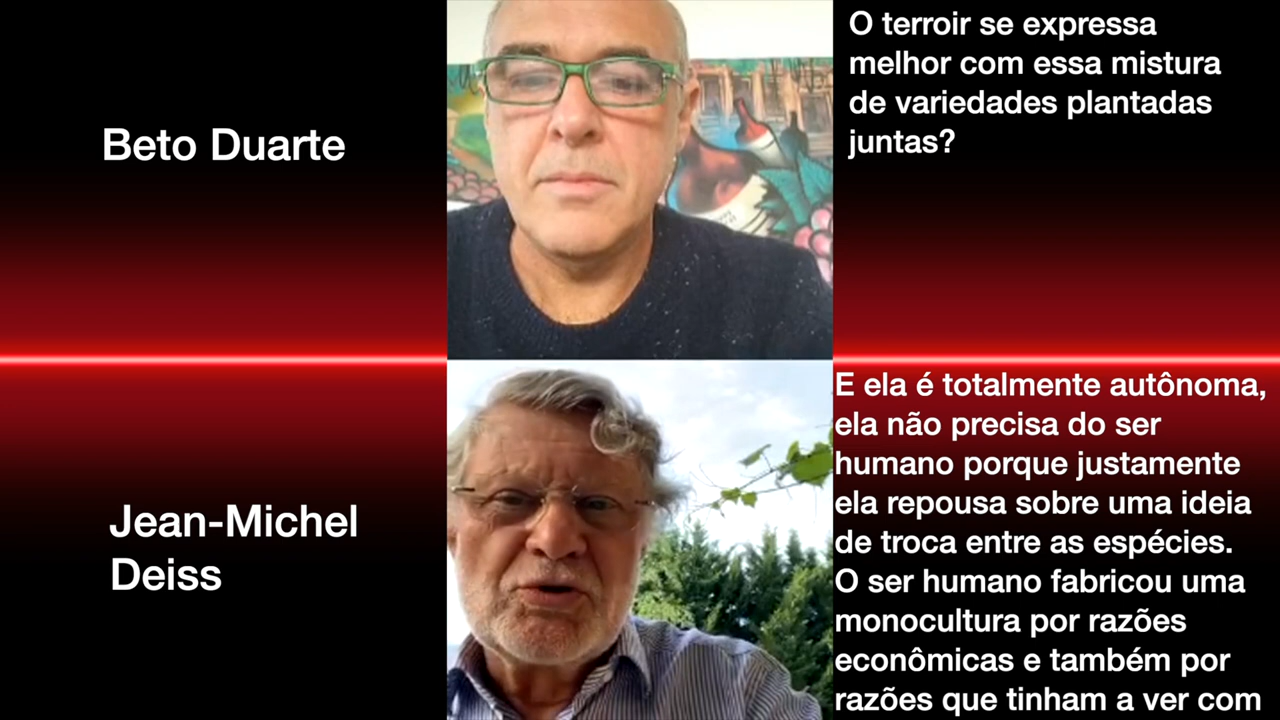 Beto Duarte
O terroir se expressa
melhor com essa mistura
de variedades plantadas
juntas?
Jean-Michel
Deiss
E ela é totalmente autônoma,
ela não precisa do ser
humano porque justamente
ela repousa sobre uma ideia
de troca entre as espécies.
O ser humano fabricou uma
monocultura por razões
econômicas e também por
razões que tinham a ver com